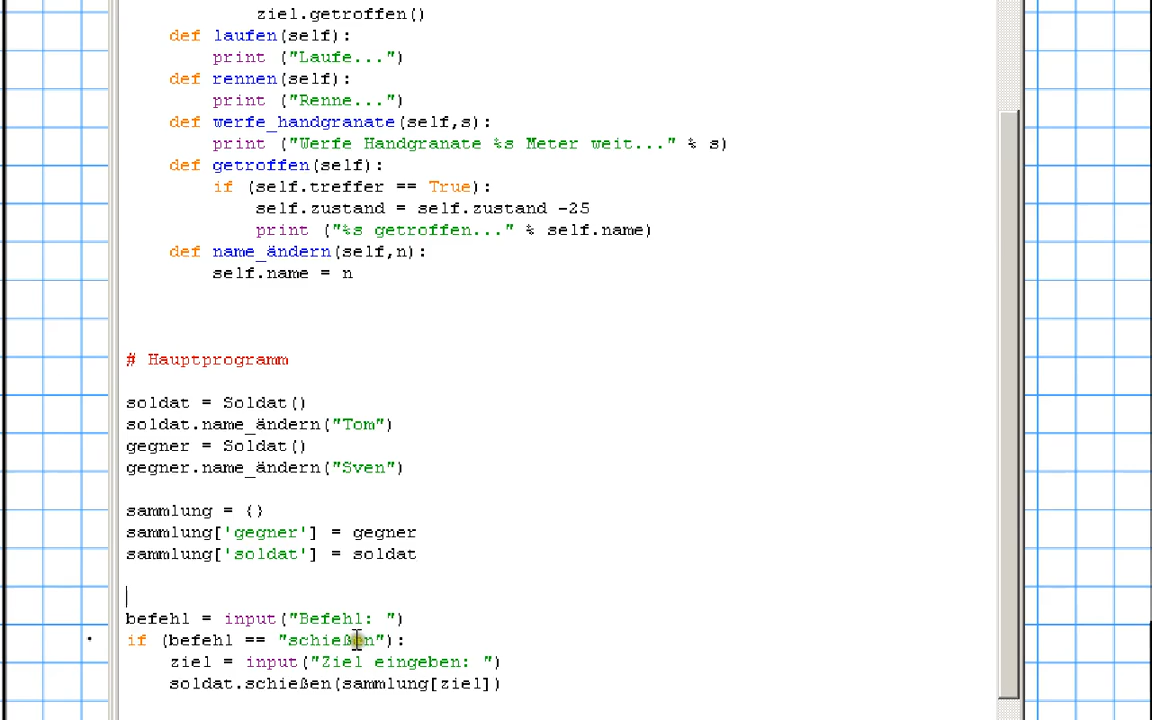 ziel.getroffen()
def laufen(self):
print ("Laufe...")
def rennen(self):
print ("Renne...")
def werfe_handgranate(self,s):
print ("Werfe Handgranate %s Meter weit..." % s)
def getroffen(self):
if (self.treffer == True):
self.zustand = self.zustand -25
print ("%s getroffen..." % self.name)
def name_ändern(self,n):
self.name = n
# Hauptprogramm
soldat = Soldat()
soldat.name_ändern("Tom")
gegner = Soldat()
gegner.name_ändern("Sven")
sammlung = {}
sammlung['gegner'] = gegner
sammlung['soldat'] = soldat
befehl = input("Befehl: ")
if (befehl == "schießen"):
ziel = input("Ziel eingeben: ")
soldat.schießen(sammlung[ziel])